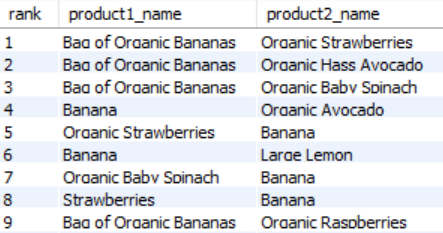 rank product1_name product2_name
1 Bag of Organic Bananas Organic Strawberries
2 Bag of Organic Bananas Organic Hass Avocado
3 Bag of Organic Bananas Organic Baby Spinach
4 Banana Organic Avocado
5 Organic Strawberries Banana
6 Banana Large Lemon
7 Organic Baby Spinach Banana
8 Strawberries Banana
9 Bag of Organic Bananas Organic Raspberries